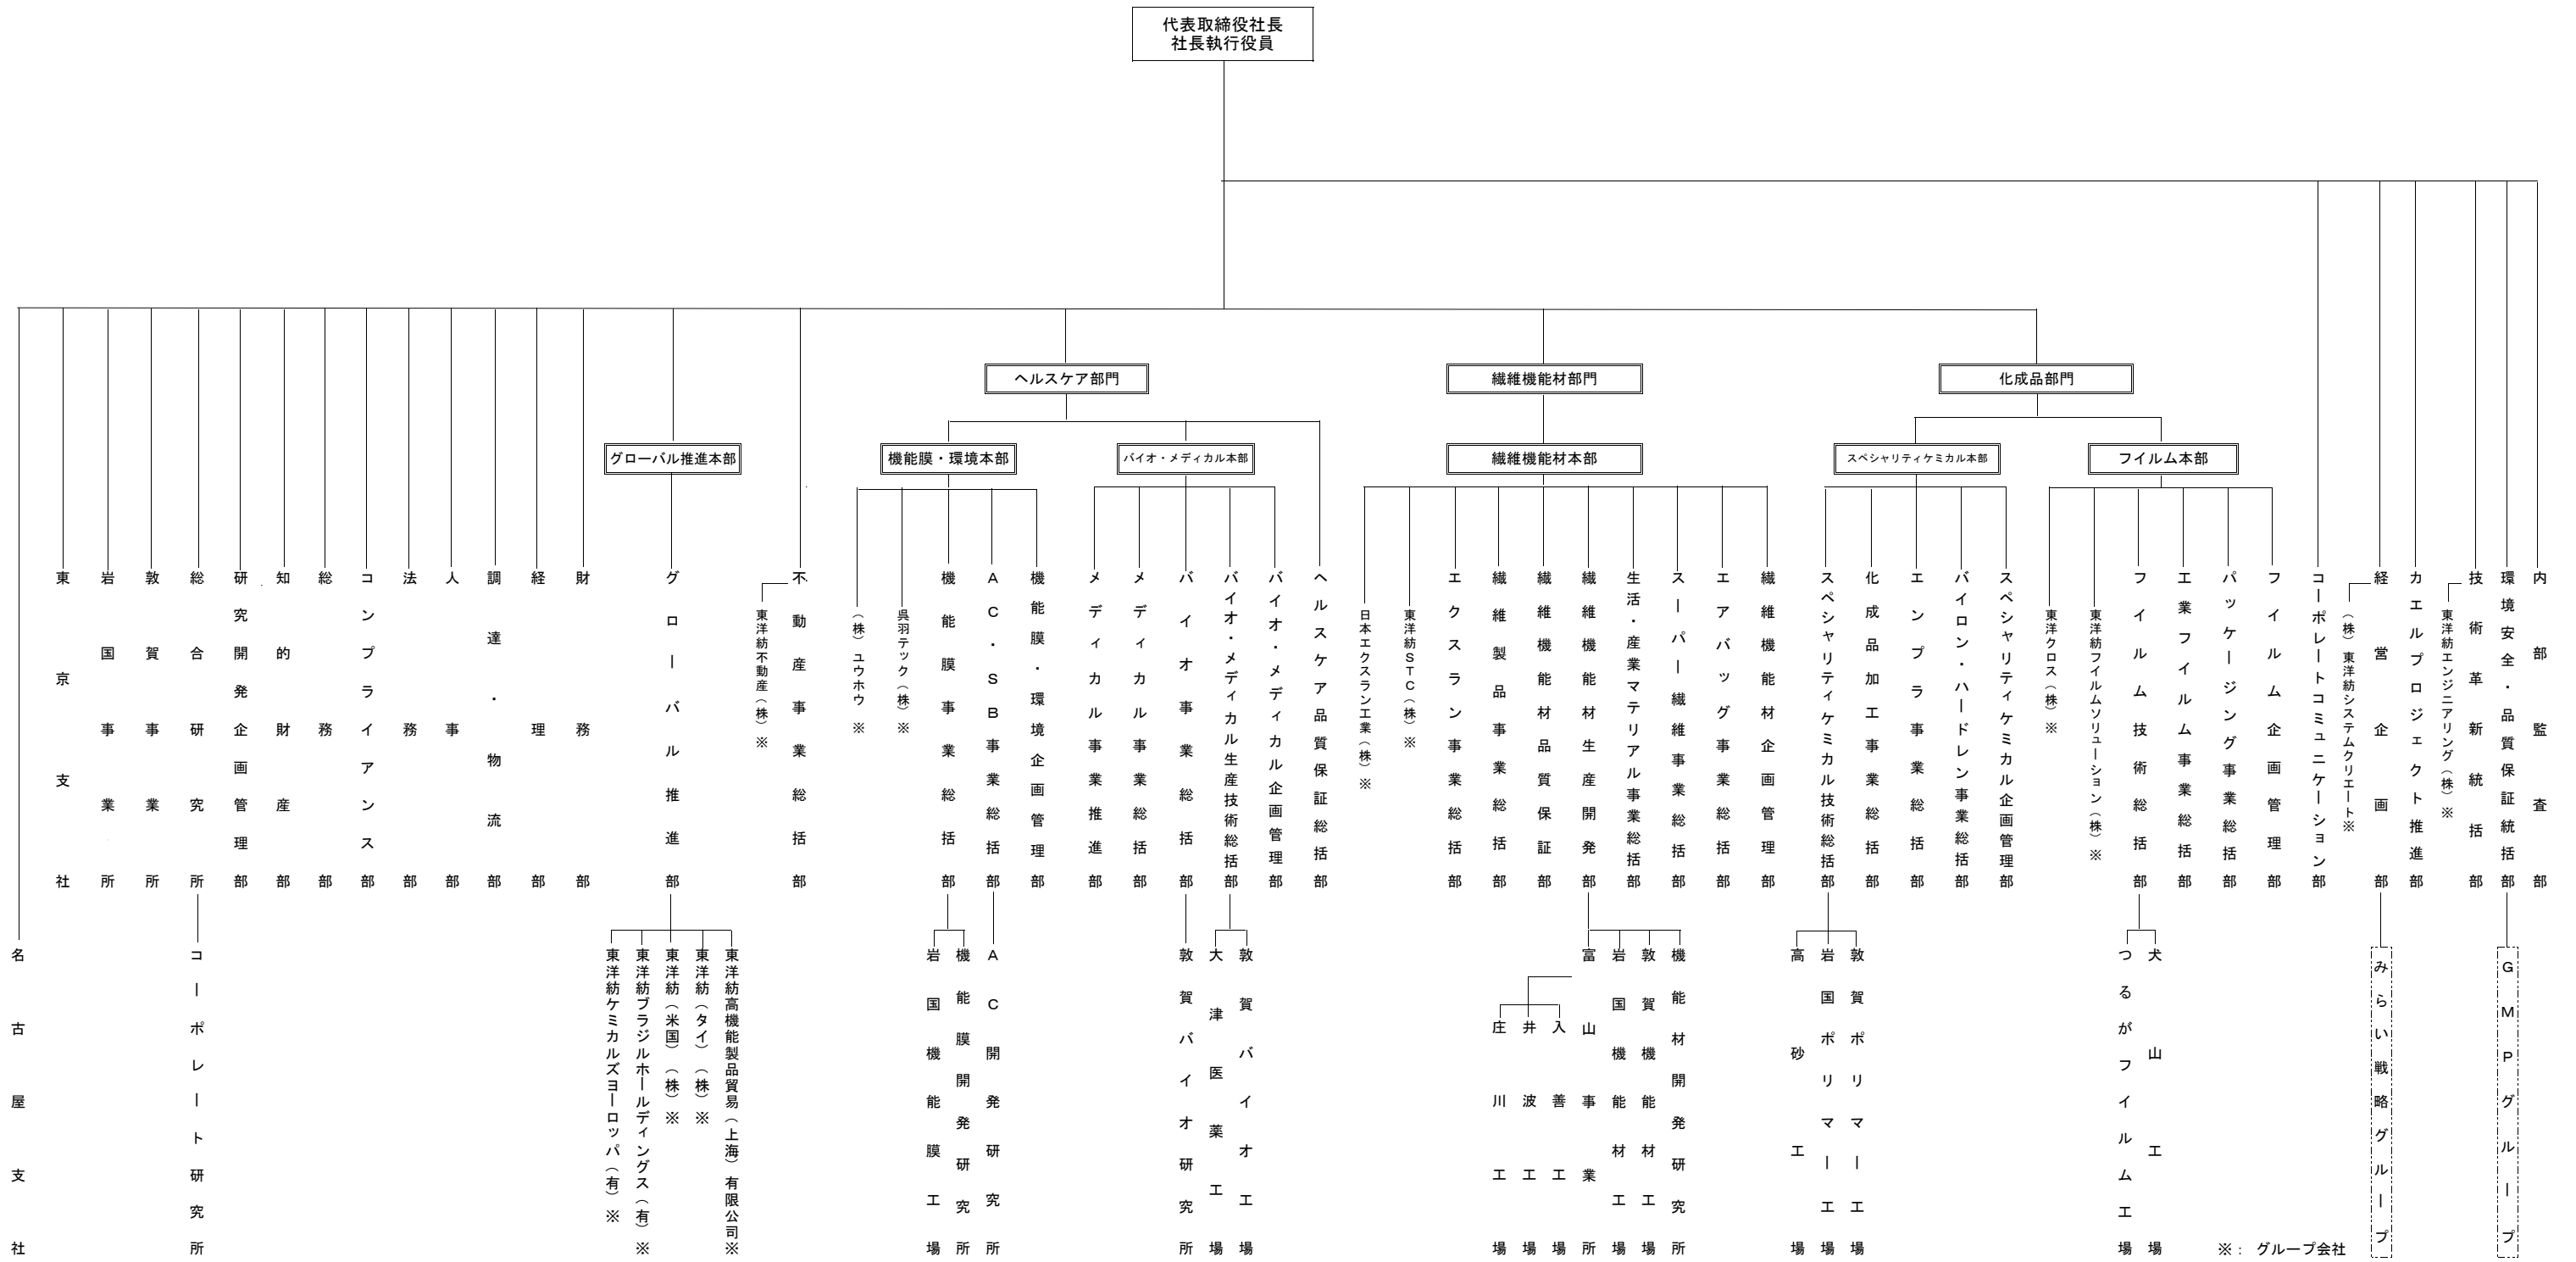 代表取締役社長
社長執行役員
ヘルスケア部門
繊維機能材部門
化成品部門
グローバル推進本部
機能膜・環境本部
バイオ・メディカル本部
繊維機能材本部
スペシャリティケミカル本部
フイルム本部
内部監査部
環境安全・品質保証統括部
技術革新統括部
東洋紡エンジニアリング（株）※
カエルプロジェクト推進部
経営企画部
（株）東洋紡システムクリエート※
コーポレートコミュニケーション部
フイルム企画管理部
パッケージング事業総括部
工業フイルム事業総括部
フイルム技術総括部
東洋紡フイルムソリューション（株）※
東洋クロス（株）※
スペシャリティケミカル企画管理部
バイロン・ハードレン事業総括部
エンプラ事業総括部
化成品加工事業総括部
スペシャリティケミカル技術総括部
繊維機能材企画管理部
エアバッグ事業総括部
スーパー繊維事業総括部
生活・産業マテリアル事業総括部
繊維機能材生産開発部
繊維機能材品質保証部
繊維製品事業総括部
エクスラン事業総括部
東洋紡ＳＴＣ（株）※
日本エクスラン工業（株）※
ヘルスケア品質保証総括部
バイオ・メディカル企画管理部
バイオ・メディカル生産技術総括部
バイオ事業総括部
メディカル事業総括部
メディカル事業推進部
機能膜・環境企画管理部
ＡＣ・ＳＢ事業総括部
機能膜事業総括部
呉羽テック（株）※
（株）ユウホウ ※
不動産事業総括部
東洋紡不動産（株）※
グローバル推進部
財務部
経理部
調達・物流部
人事部
法務部
コンプライアンス部
総務部
知的財産部
研究開発企画管理部
総合研究所
敦賀事業所
岩国事業所
東京支社
ＧＭＰグループ
みらい戦略グループ
犬山工場
つるがフイルム工場
敦賀ポリマー工場
岩国ポリマー工場
高砂工場
機能材開発研究所
敦賀機能材工場
岩国機能材工場
富山事業所
入善工場
井波工場
庄川工場
敦賀バイオ工場
大津医薬工場
敦賀バイオ研究所
ＡＣ開発研究所
機能膜開発研究所
岩国機能膜工場
東洋紡高機能製品貿易（上海）有限公司※
東洋紡（タイ）（株）※
東洋紡（米国）（株）※
東洋紡ブラジルホールディングス（有）※
東洋紡ケミカルズヨーロッパ（有）※
コーポレート研究所
名古屋支社
※： グループ会社